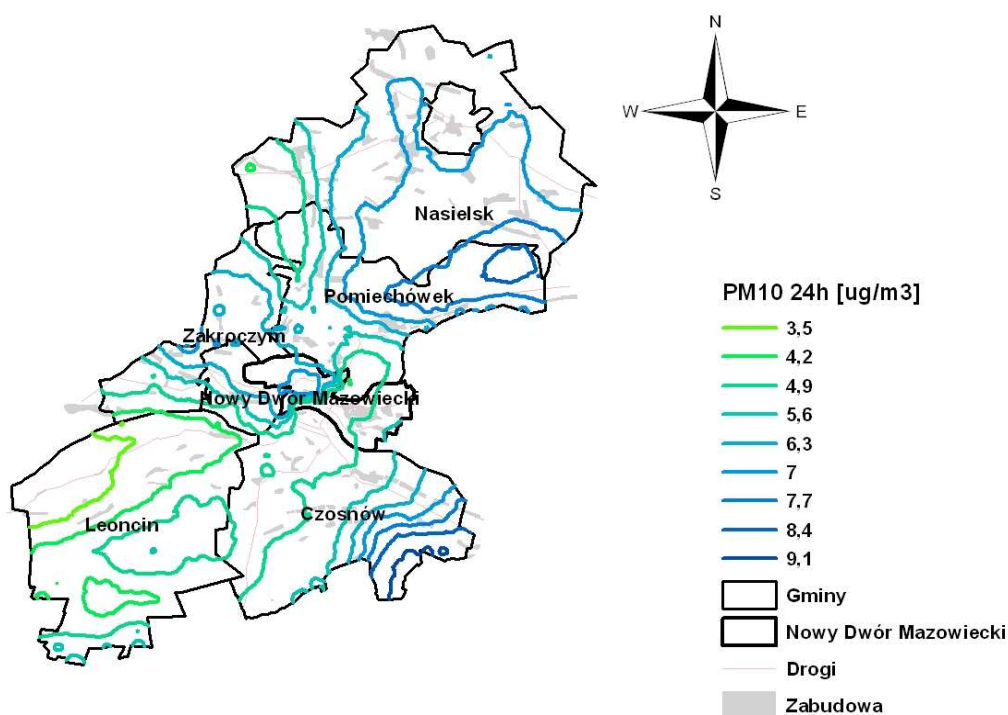 N
W
E
S
Nasielsk
Pomiechówek
Zakroczym
Nowy Dwór Mazowiecki
Leoncin
Czosnów
PM10 24h [ug/m3]
3,5
4,2
4,9
5,6
6,3
7
7,7
8,4
9,1
Gminy
Nowy Dwór Mazowiecki
Drogi
Zabudowa